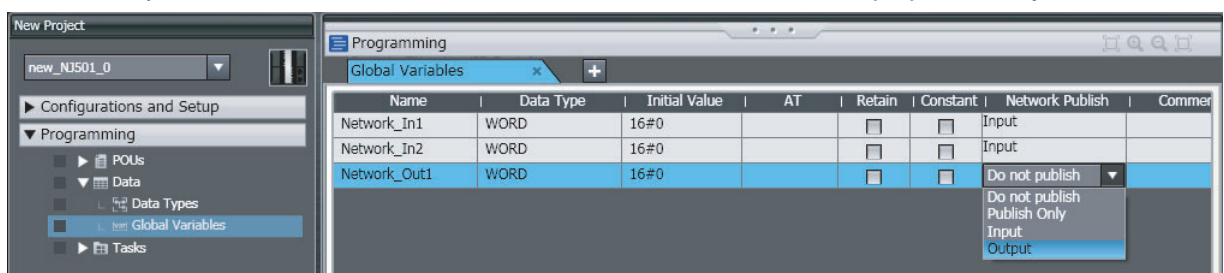 New Project
new_NJ501_0
Configurations and Setup
Programming
POUs
Data
Data Types
Global Variables
Tasks
Programming
Global Variables
Name | Data Type | Initial Value | AT | Retain | Constant | Network Publish | Commer
Network_In1 WORD 16#0 Input
Network_In2 WORD 16#0 Input
Network_Out1 WORD 16#0 Do not publish
Do not publish
Publish Only
Input
Output